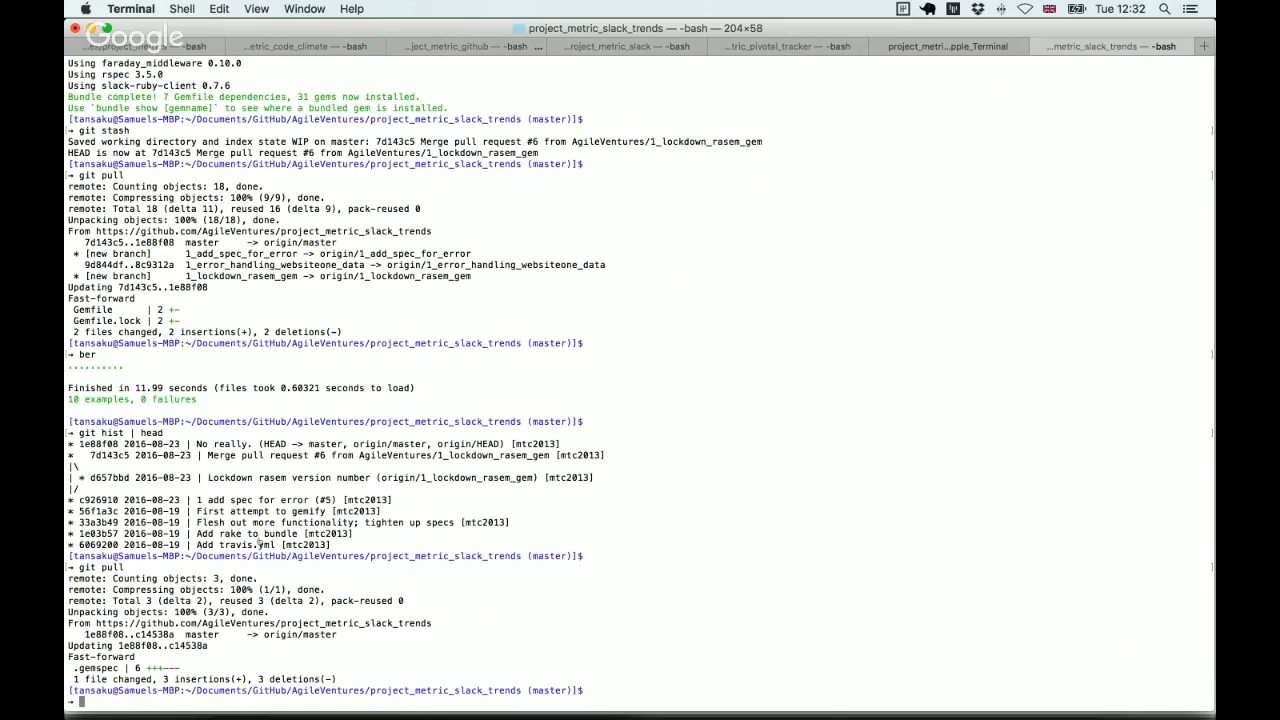 Terminal Shell Edit View Window Help Tue 12:32
project_metric_slack_trends — -bash — 204×58
Google
-bash
...etric_code_climate — -bash
...ject_metric_github — -bash ...
...roject_metric_slack — -bash
...tric_pivotal_tracker — -bash
project_metri...pple_Terminal
...metric_slack_trends — -bash
Using faraday_middleware 0.10.0
Using rspec 3.5.0
Using slack-ruby-client 0.7.6
Bundle complete! 7 Gemfile dependencies, 31 gems now installed.
Use `bundle show [gemname]` to see where a bundled gem is installed.
[tansaku@Samuels-MBP:~/Documents/GitHub/AgileVentures/project_metric_slack_trends (master)]$
→ git stash
Saved working directory and index state WIP on master: 7d143c5 Merge pull request #6 from AgileVentures/1_lockdown_rasem_gem
HEAD is now at 7d143c5 Merge pull request #6 from AgileVentures/1_lockdown_rasem_gem
[tansaku@Samuels-MBP:~/Documents/GitHub/AgileVentures/project_metric_slack_trends (master)]$
→ git pull
remote: Counting objects: 18, done.
remote: Compressing objects: 100% (9/9), done.
remote: Total 18 (delta 11), reused 16 (delta 9), pack-reused 0
Unpacking objects: 100% (18/18), done.
From https://github.com/AgileVentures/project_metric_slack_trends
7d143c5..1e88f08 master -> origin/master
* [new branch] 1_add_spec_for_error -> origin/1_add_spec_for_error
9d844df..8c9312a 1_error_handling_websiteone_data -> origin/1_error_handling_websiteone_data
* [new branch] 1_lockdown_rasem_gem -> origin/1_lockdown_rasem_gem
Updating 7d143c5..1e88f08
Fast-forward
Gemfile | 2 +-
Gemfile.lock | 2 +-
2 files changed, 2 insertions(+), 2 deletions(-)
[tansaku@Samuels-MBP:~/Documents/GitHub/AgileVentures/project_metric_slack_trends (master)]$
→ ber
..........
Finished in 11.99 seconds (files took 0.60321 seconds to load)
10 examples, 0 failures
[tansaku@Samuels-MBP:~/Documents/GitHub/AgileVentures/project_metric_slack_trends (master)]$
→ git hist | head
* 1e88f08 2016-08-23 | No really. (HEAD -> master, origin/master, origin/HEAD) [mtc2013]
* 7d143c5 2016-08-23 | Merge pull request #6 from AgileVentures/1_lockdown_rasem_gem [mtc2013]
|\
| * d657bbd 2016-08-23 | Lockdown rasem version number (origin/1_lockdown_rasem_gem) [mtc2013]
|/
* c926910 2016-08-23 | 1 add spec for error (#5) [mtc2013]
* 56f1a3c 2016-08-19 | First attempt to gemify [mtc2013]
* 33a3b49 2016-08-19 | Flesh out more functionality; tighten up specs [mtc2013]
* 1e03b57 2016-08-19 | Add rake to bundle [mtc2013]
* 6069200 2016-08-19 | Add travis.yml [mtc2013]
[tansaku@Samuels-MBP:~/Documents/GitHub/AgileVentures/project_metric_slack_trends (master)]$
→ git pull
remote: Counting objects: 3, done.
remote: Compressing objects: 100% (1/1), done.
remote: Total 3 (delta 2), reused 3 (delta 2), pack-reused 0
Unpacking objects: 100% (3/3), done.
From https://github.com/AgileVentures/project_metric_slack_trends
1e88f08..c14538a master -> origin/master
Updating 1e88f08..c14538a
Fast-forward
.gemspec | 6 +++---
1 file changed, 3 insertions(+), 3 deletions(-)
[tansaku@Samuels-MBP:~/Documents/GitHub/AgileVentures/project_metric_slack_trends (master)]$
→